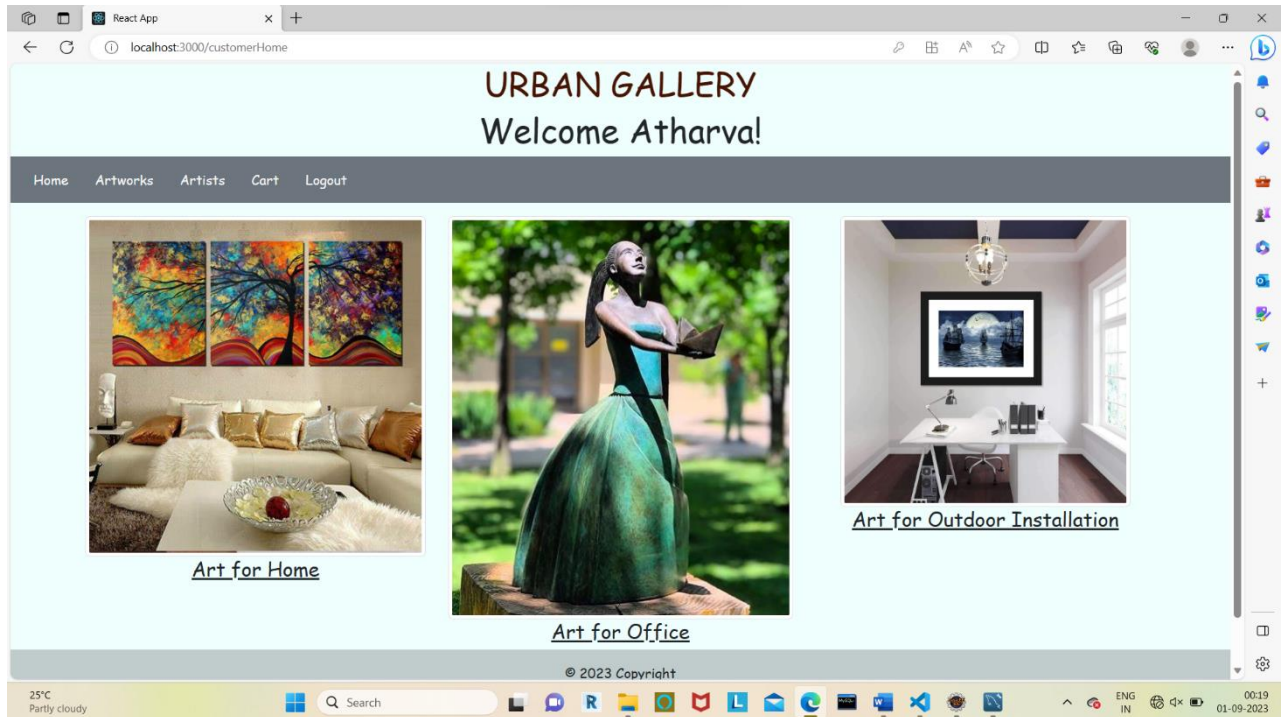 React App
localhost:3000/customerHome
URBAN GALLERY
Welcome Atharva!
Home Artworks Artists Cart Logout
Art for Home
Art for Office
Art for Outdoor Installation
© 2023 Copyright
25°C
Partly cloudy
Search
ENG
IN
00:19
01-09-2023